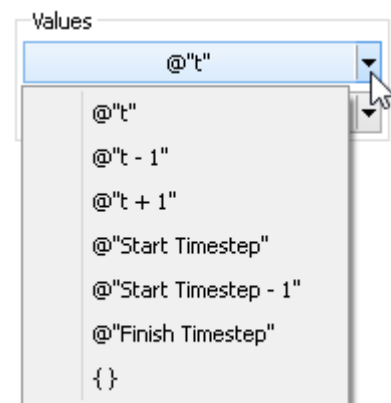 Values
@"t"
@"t"
@"t - 1"
@"t + 1"
@"Start Timestep"
@"Start Timestep - 1"
@"Finish Timestep"
{ }